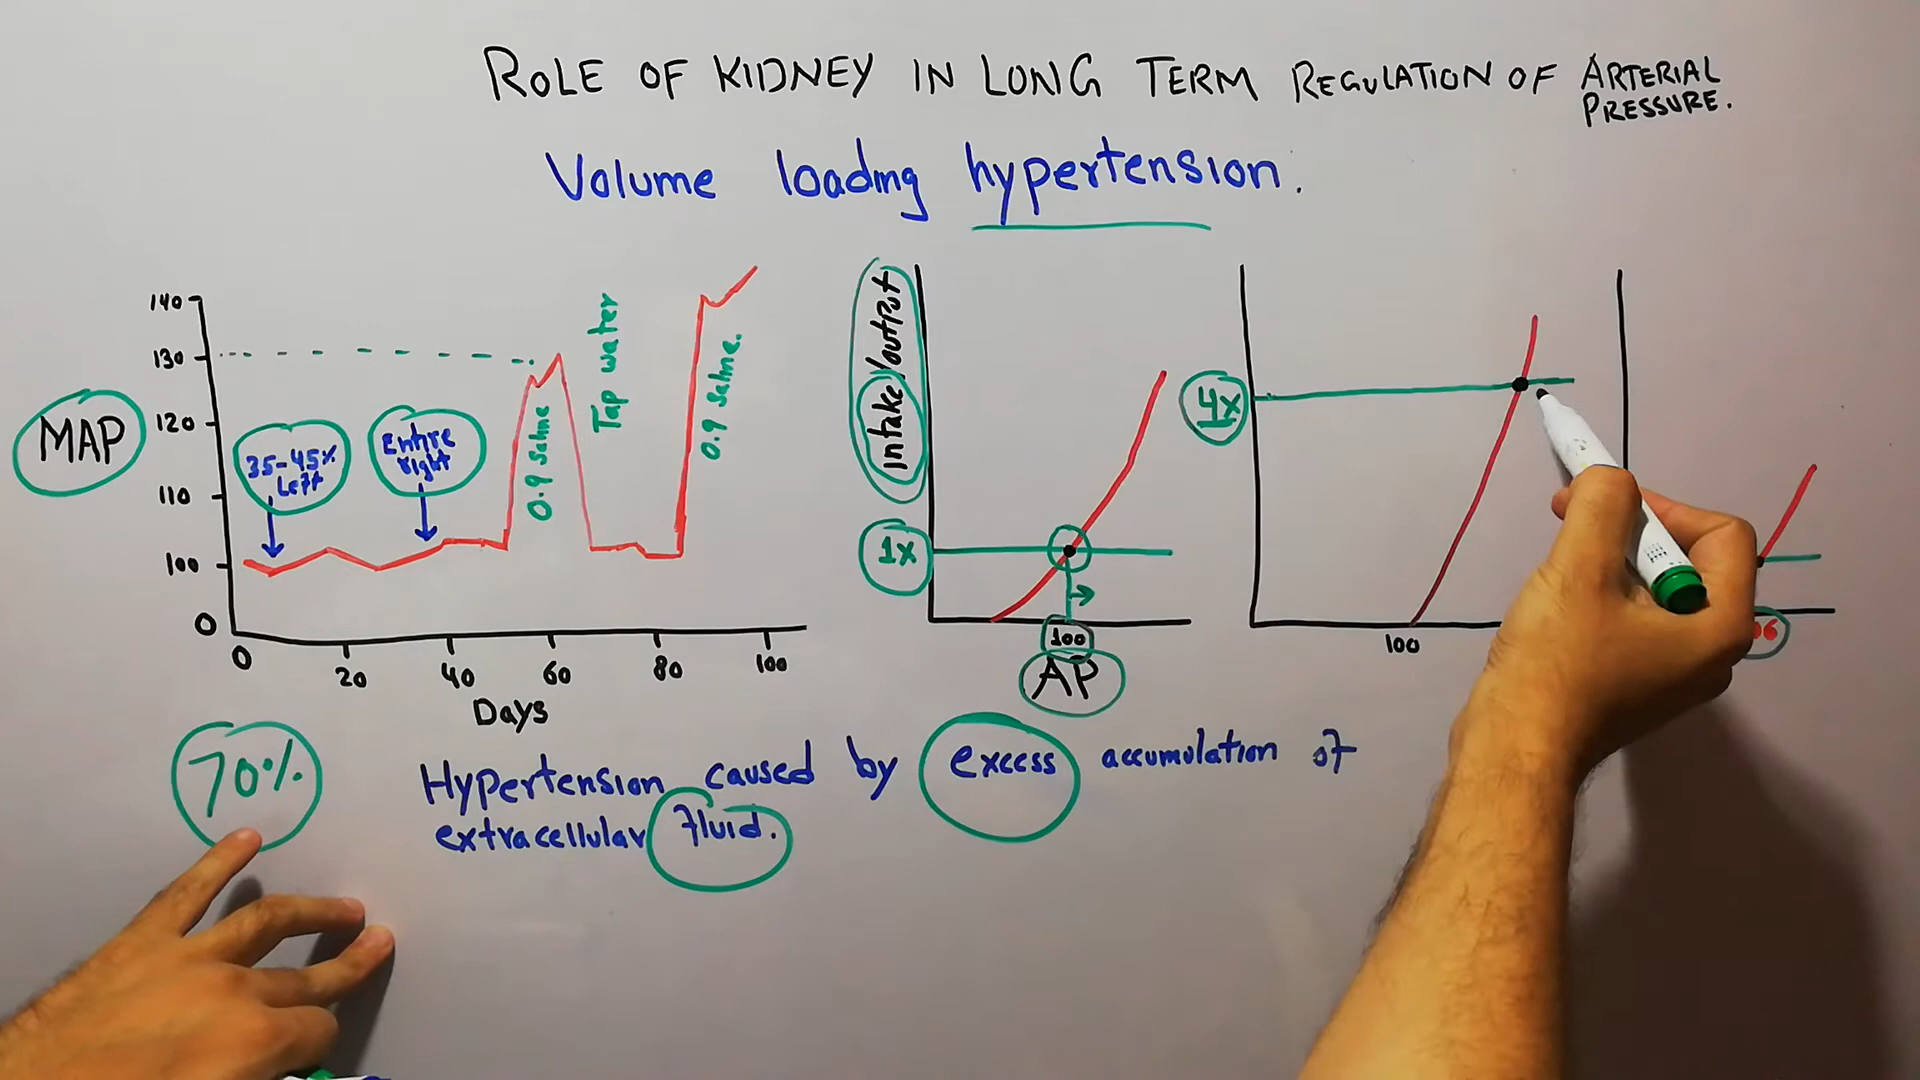 ROLE OF KIDNEY IN LONG TERM REGULATION OF ARTERIAL PRESSURE.
Volume loading hypertension.
MAP
140
130
120
110
100
0
35-45% Left
Entire right
0.9 Saline
Tap water
0.9 Saline.
0 20 40 60 80 100
Days
Intake/output
1x
100
AP
4x
100
6
70%
Hypertension caused by excess accumulation of
extracellular fluid.